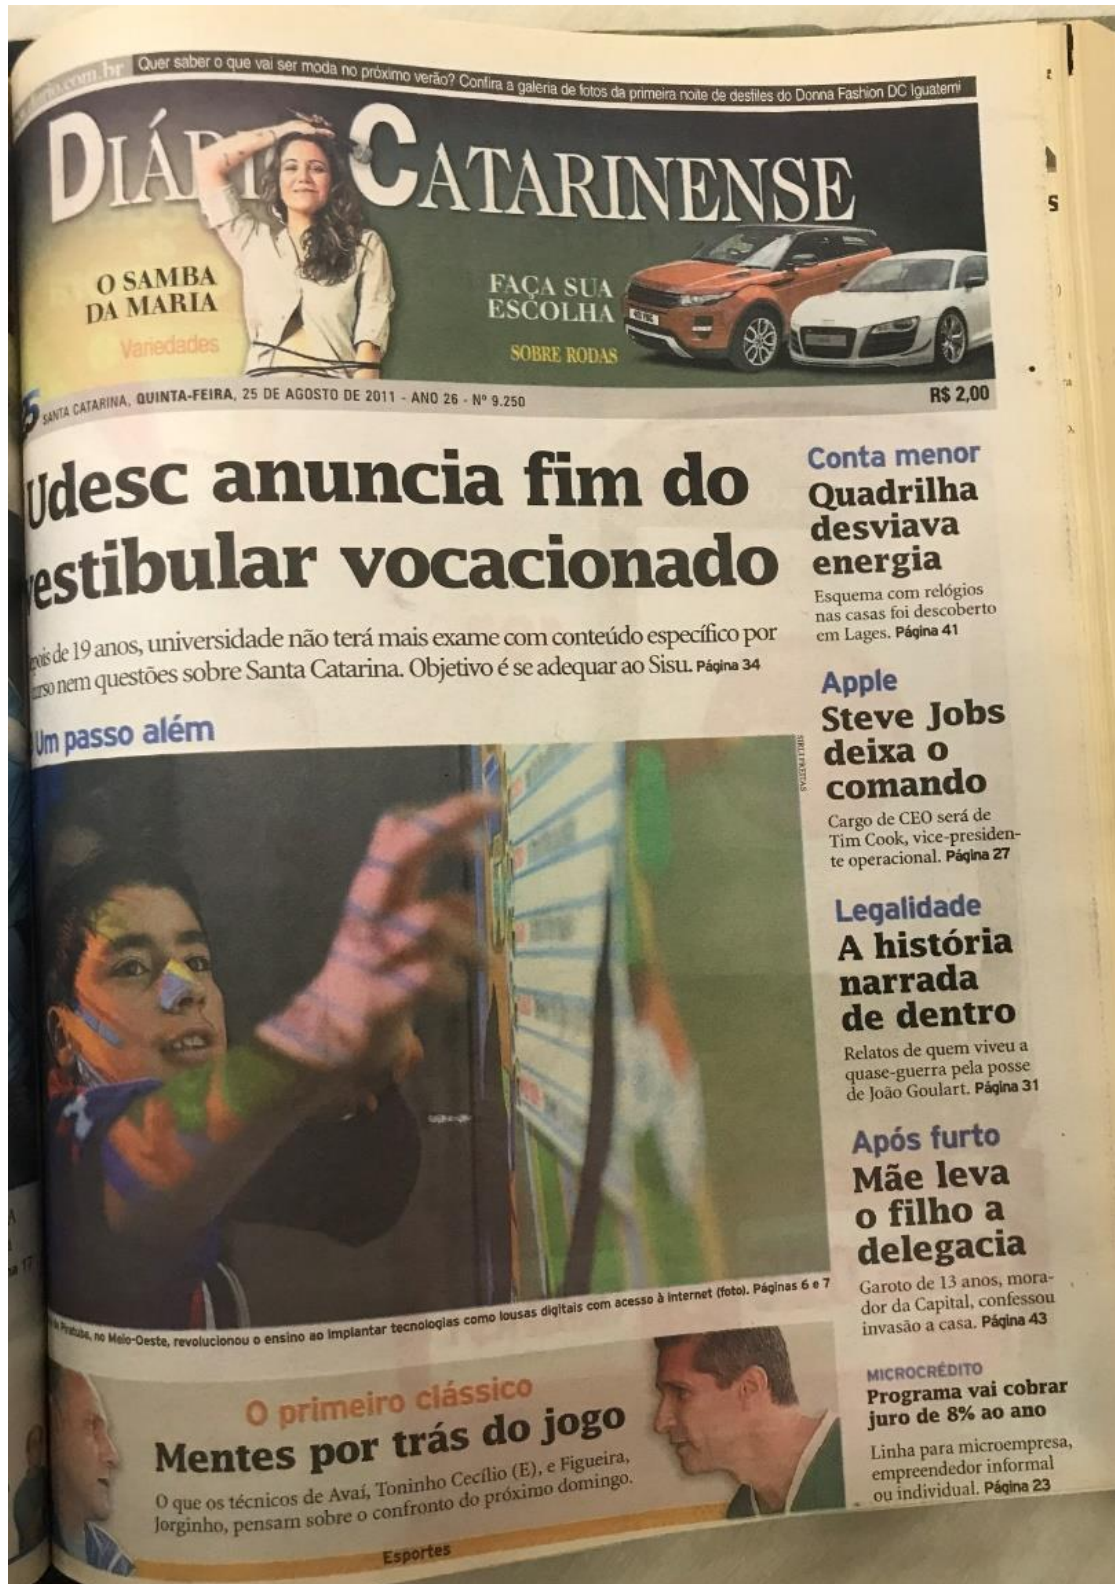 Quer saber o que vai ser moda no próximo verão? Confira a galeria de fotos da primeira noite de desfiles do Donna Fashion DC Iguatemi
CATARINENSE
O SAMBA
DA MARIA
Variedades
FAÇA SUA
ESCOLHA
SOBRE RODAS
SANTA CATARINA, QUINTA-FEIRA, 25 DE AGOSTO DE 2011 - ANO 26 - Nº 9.250
R$ 2,00
Udesc anuncia fim do
vestibular vocacionado
de 19 anos, universidade não terá mais exame com conteúdo específico por
nem questões sobre Santa Catarina. Objetivo é se adequar ao Sisu. Página 34
Um passo além
SIRLI FREITAS
Piratuba, no Meio-Oeste, revolucionou o ensino ao implantar tecnologias como lousas digitais com acesso à internet (foto). Páginas 6 e 7
O primeiro clássico
Mentes por trás do jogo
O que os técnicos de Avaí, Toninho Cecílio (E), e Figueira,
Jorginho, pensam sobre o confronto do próximo domingo.
Esportes
Conta menor
Quadrilha
desviava
energia
Esquema com relógios
nas casas foi descoberto
em Lages. Página 41
Apple
Steve Jobs
deixa o
comando
Cargo de CEO será de
Tim Cook, vice-presiden-
te operacional. Página 27
Legalidade
A história
narrada
de dentro
Relatos de quem viveu a
quase-guerra pela posse
de João Goulart. Página 31
Após furto
Mãe leva
o filho a
delegacia
Garoto de 13 anos, mora-
dor da Capital, confessou
invasão a casa. Página 43
MICROCRÉDITO
Programa vai cobrar
juro de 8% ao ano
Linha para microempresa,
empreendedor informal
ou individual. Página 23